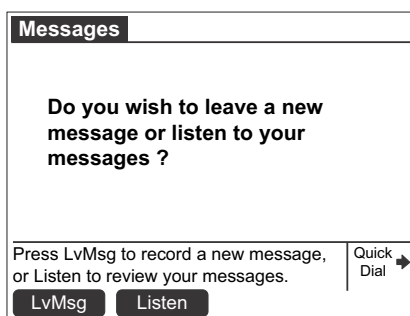 Messages
Do you wish to leave a new
message or listen to your
messages ?
Press LvMsg to record a new message,
or Listen to review your messages.
Quick
Dial
LvMsg
Listen